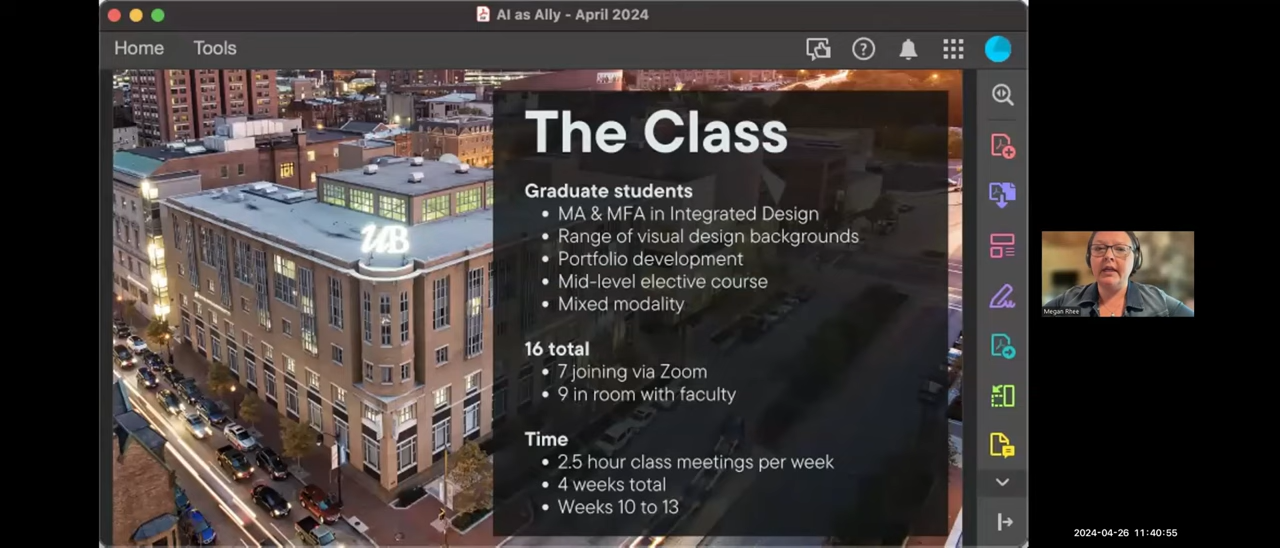 AI as Ally - April 2024
Home Tools
The Class
Graduate students
• MA & MFA in Integrated Design
• Range of visual design backgrounds
• Portfolio development
• Mid-level elective course
• Mixed modality
16 total
• 7 joining via Zoom
• 9 in room with faculty
Time
• 2.5 hour class meetings per week
• 4 weeks total
• Weeks 10 to 13
UB
Megan Rhee
2024-04-26 11:40:55